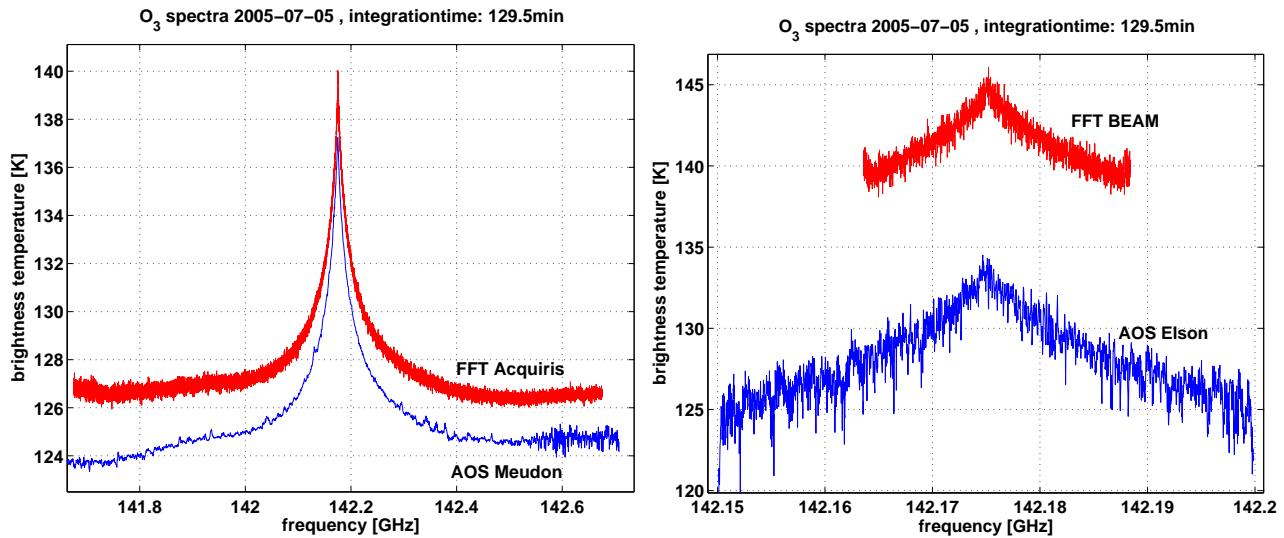 O3 spectra 2005−07−05 , integrationtime: 129.5min
140
138
136
134
132
130
128
126
124
brightness temperature [K]
FFT Acquiris
AOS Meudon
141.8
142
142.2
142.4
142.6
frequency [GHz]
O3 spectra 2005−07−05 , integrationtime: 129.5min
145
140
135
130
125
120
brightness temperature [K]
FFT BEAM
AOS Elson
142.15
142.16
142.17
142.18
142.19
142.2
frequency [GHz]